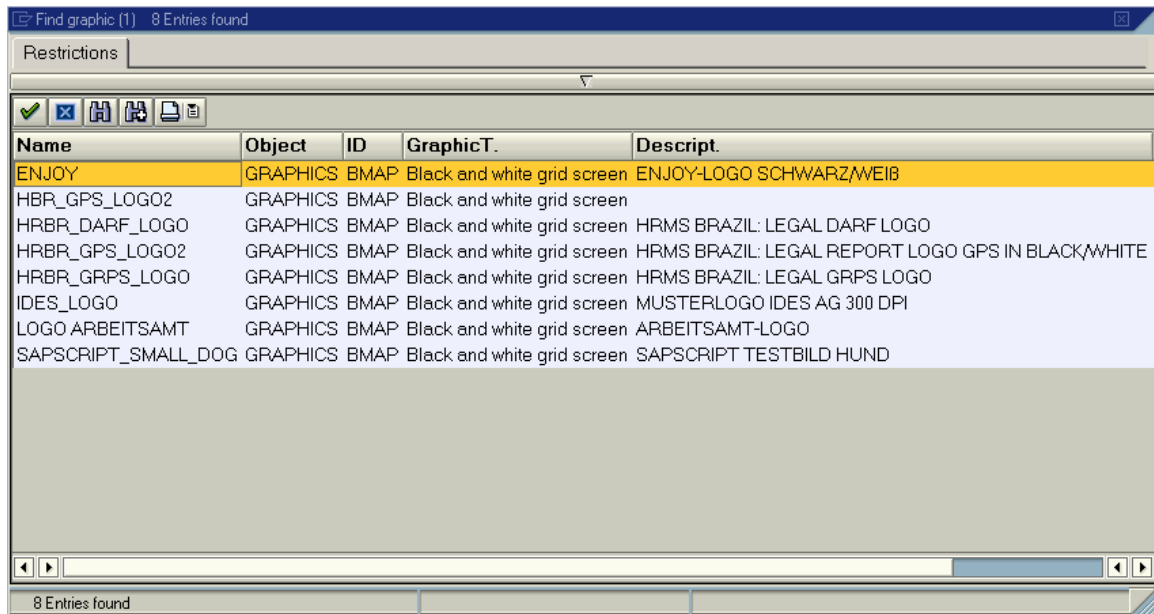 Find graphic (1) 8 Entries found
Restrictions
Name Object ID GraphicT. Descript.
ENJOY GRAPHICS BMAP Black and white grid screen ENJOY-LOGO SCHWARZ/WEIß
HBR_GPS_LOGO2 GRAPHICS BMAP Black and white grid screen
HRBR_DARF_LOGO GRAPHICS BMAP Black and white grid screen HRMS BRAZIL: LEGAL DARF LOGO
HRBR_GPS_LOGO2 GRAPHICS BMAP Black and white grid screen HRMS BRAZIL: LEGAL REPORT LOGO GPS IN BLACK/WHITE
HRBR_GRPS_LOGO GRAPHICS BMAP Black and white grid screen HRMS BRAZIL: LEGAL GRPS LOGO
IDES_LOGO GRAPHICS BMAP Black and white grid screen MUSTERLOGO IDES AG 300 DPI
LOGO ARBEITSAMT GRAPHICS BMAP Black and white grid screen ARBEITSAMT-LOGO
SAPSCRIPT_SMALL_DOG GRAPHICS BMAP Black and white grid screen SAPSCRIPT TESTBILD HUND
8 Entries found